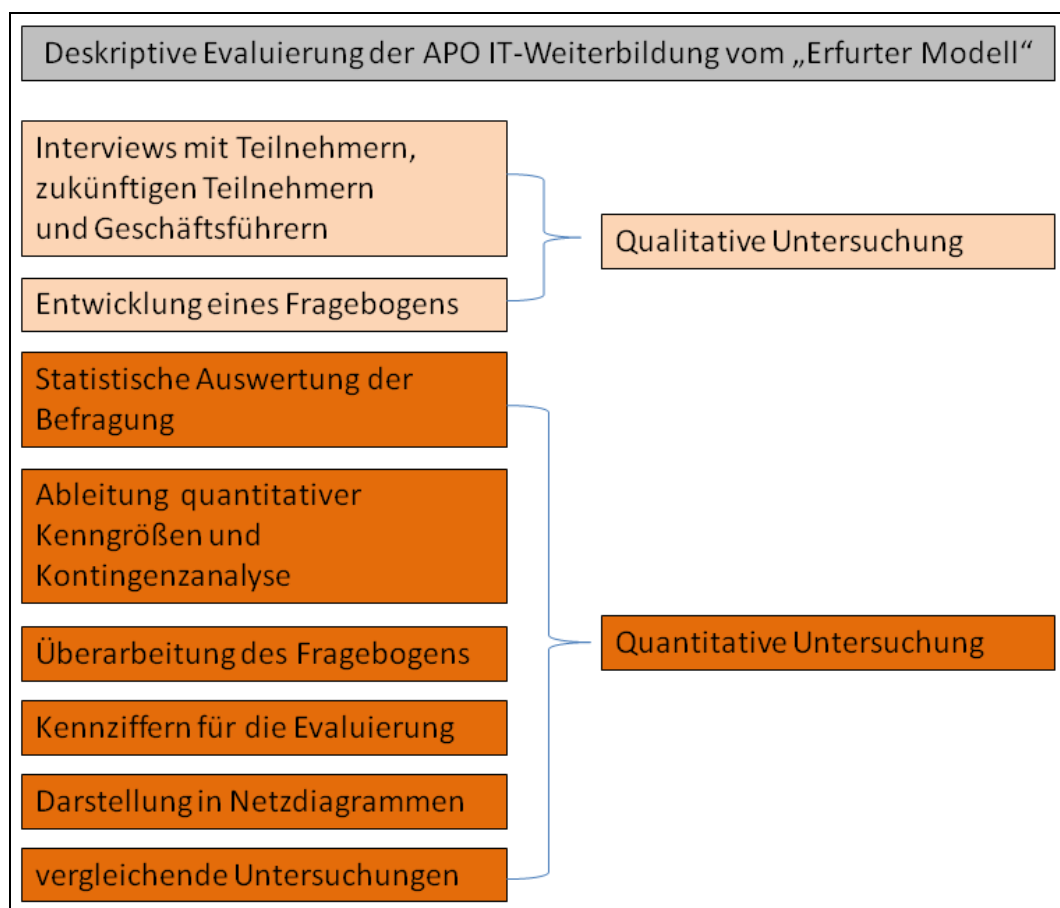 Deskriptive Evaluierung der APO IT-Weiterbildung vom „Erfurter Modell“
Interviews mit Teilnehmern,
zukünftigen Teilnehmern
und Geschäftsführern
Entwicklung eines Fragebogens
Qualitative Untersuchung
Statistische Auswertung der
Befragung
Ableitung quantitativer
Kenngrößen und
Kontingenzanalyse
Überarbeitung des Fragebogens
Kennziffern für die Evaluierung
Darstellung in Netzdiagrammen
vergleichende Untersuchungen
Quantitative Untersuchung